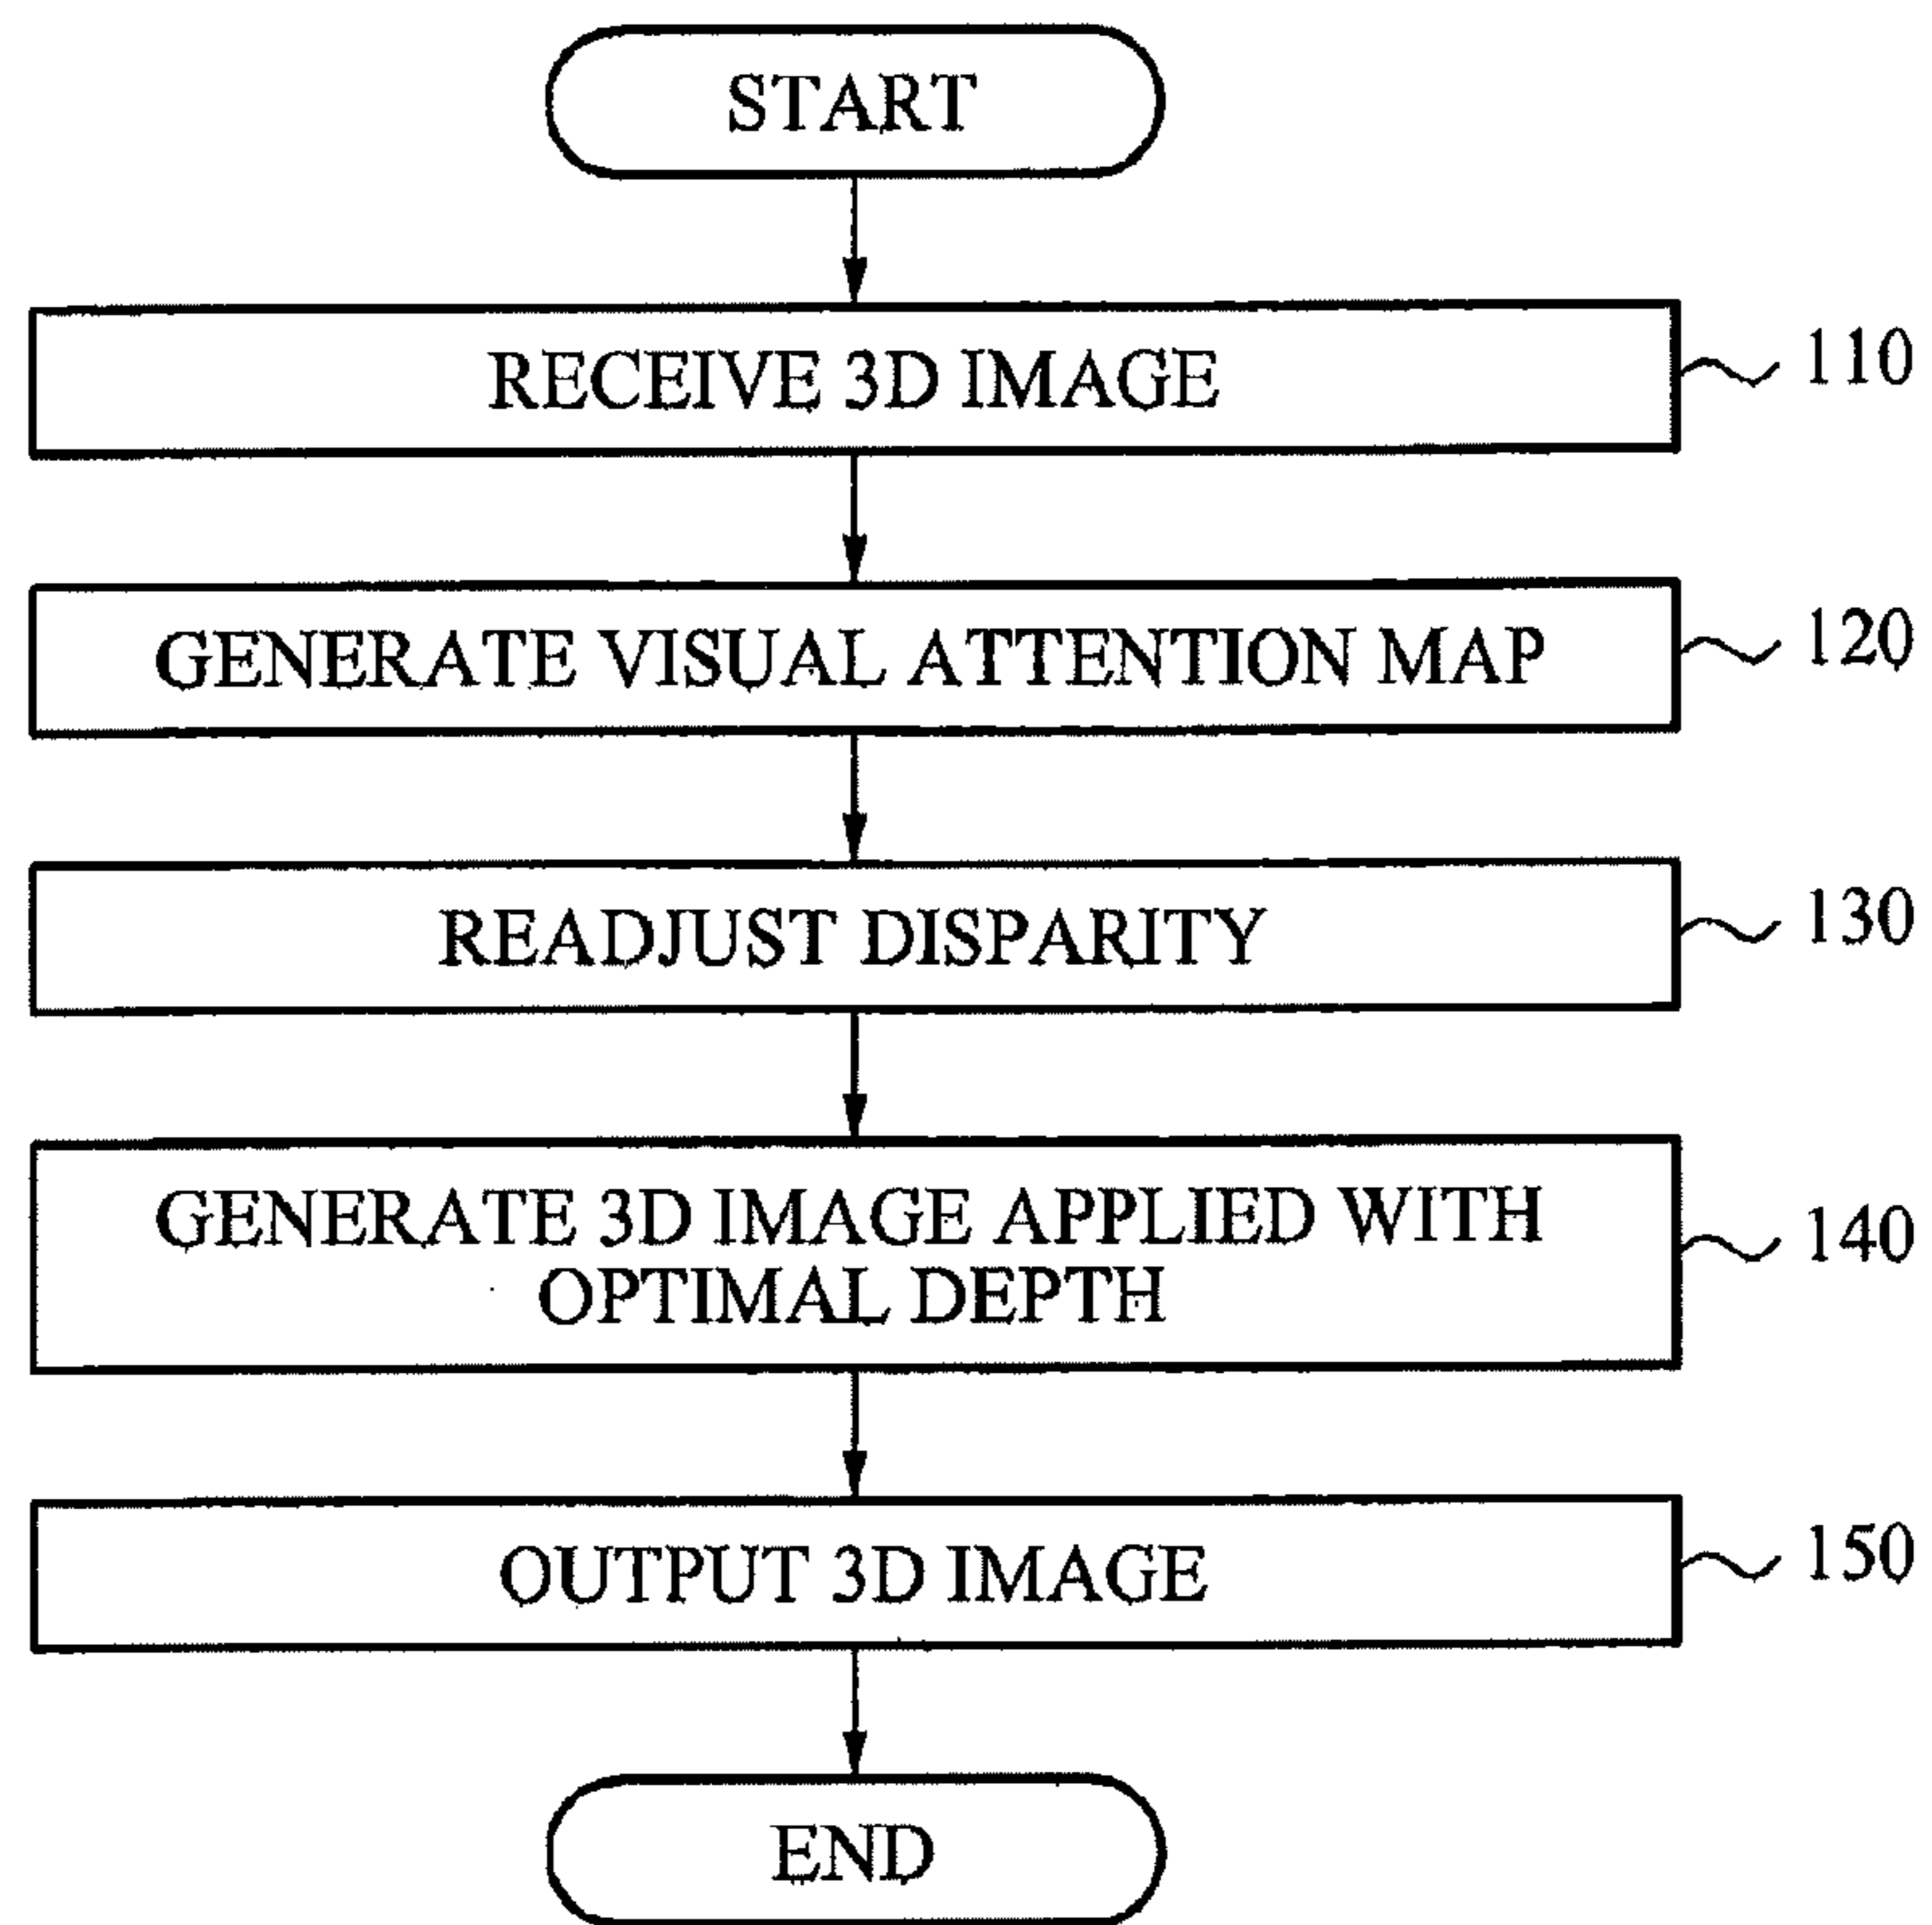 START
RECEIVE 3D IMAGE
110
GENERATE VISUAL ATTENTION MAP
120
READJUST DISPARITY
130
GENERATE 3D IMAGE APPLIED WITH
OPTIMAL DEPTH
140
OUTPUT 3D IMAGE
150
END